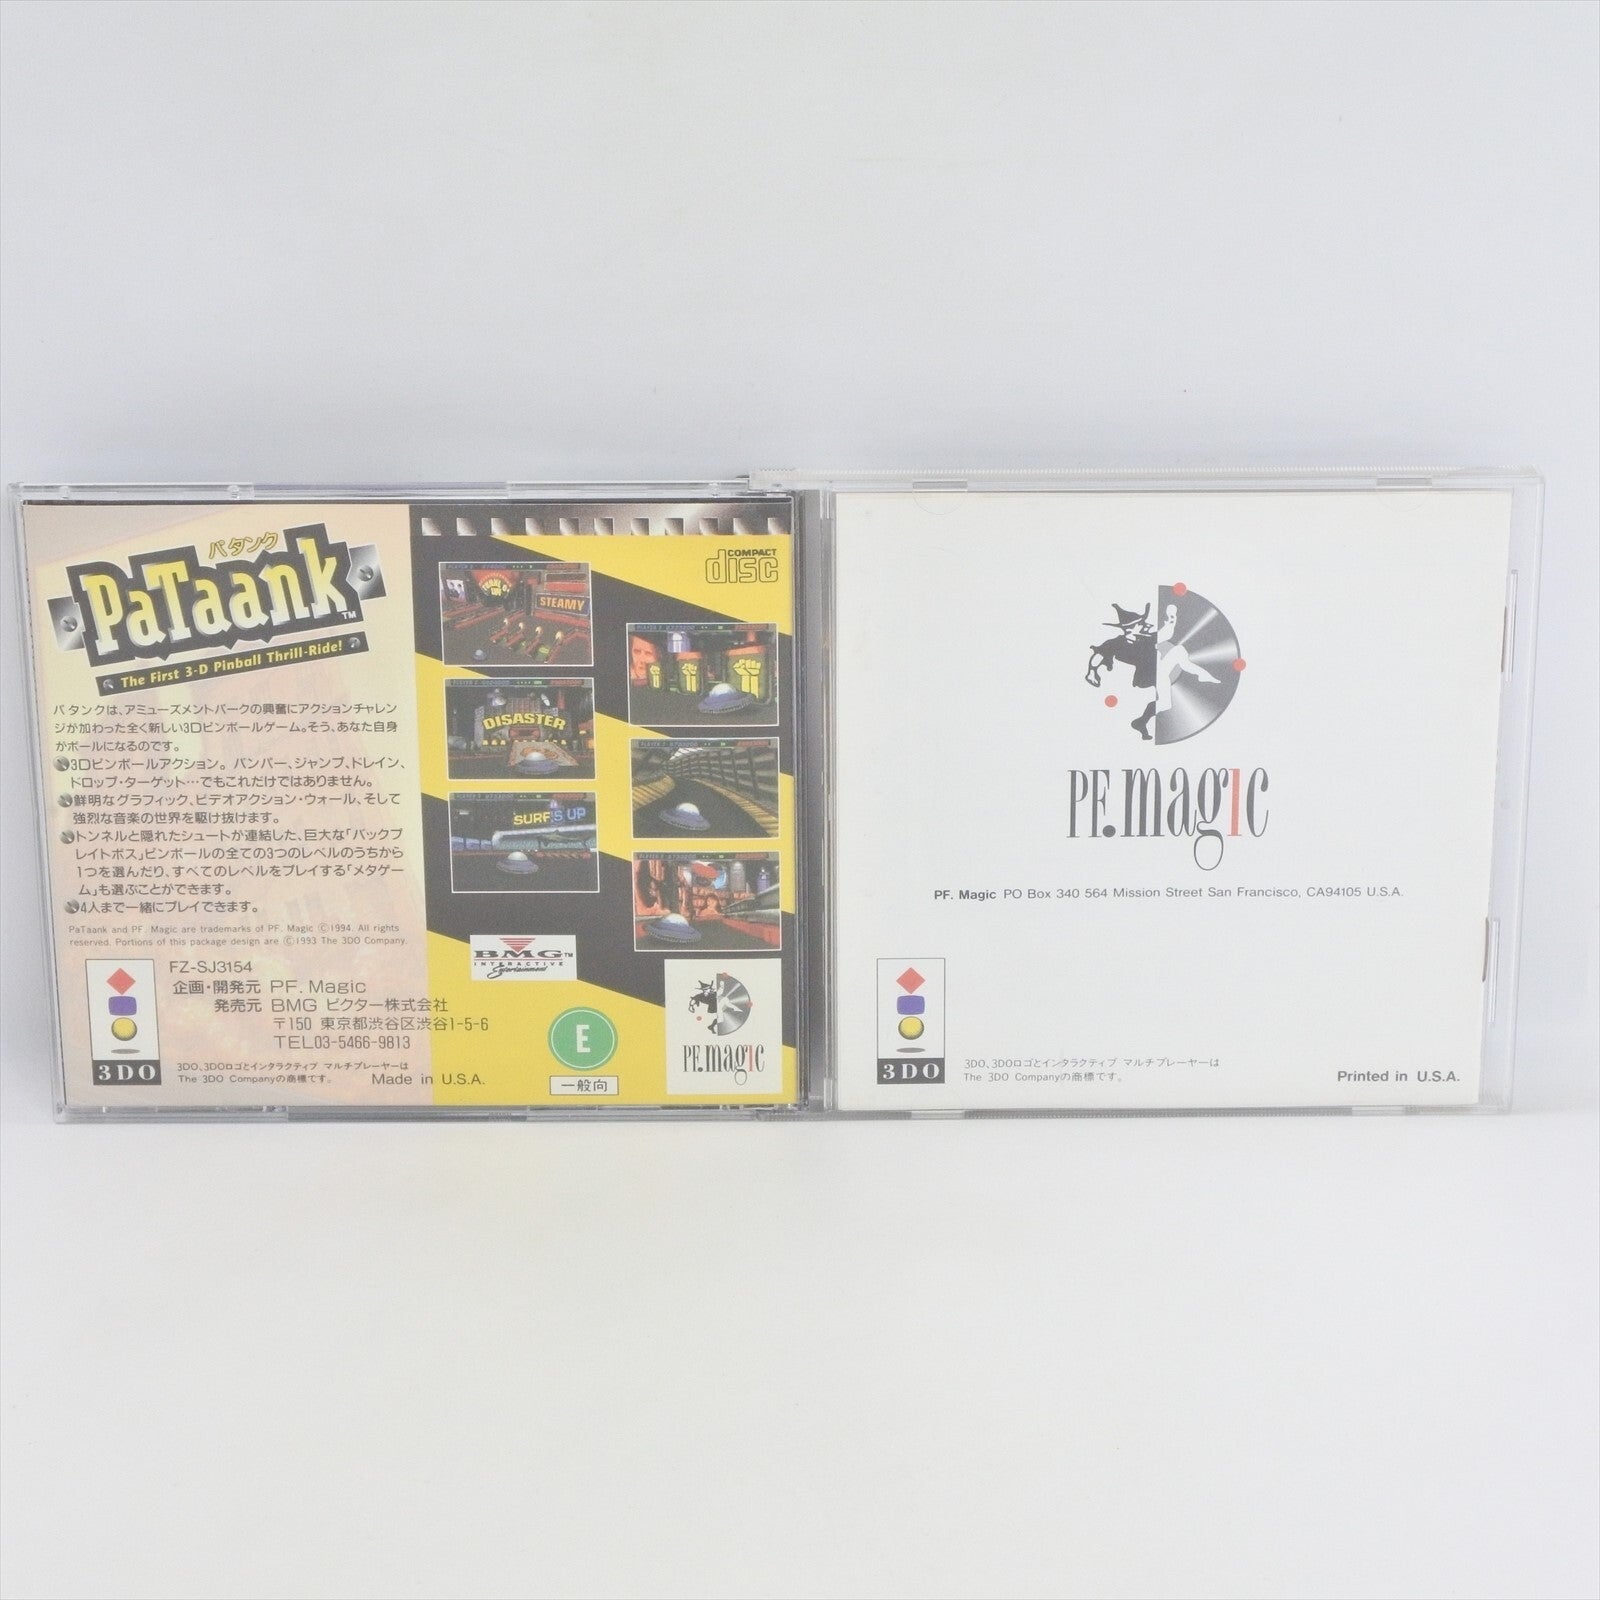 パタンク
PaTaank™
The First 3-D Pinball Thrill-Ride!
パタンクは、アミューズメントパークの興奮にアクションチャレン
ジが加わった全く新しい3Dピンボールゲーム。そう、あなた自身
がボールになるのです。
3Dピンボールアクション。バンパー、ジャンプ、ドレイン、
ドロップ・ターゲット…でもこれだけではありません。
鮮明なグラフィック、ビデオアクション・ウォール、そして
強烈な音楽の世界を駆け抜けます。
トンネルと隠れたシュートが連結した、巨大な「バックプ
レイトボス」ピンボールの全ての3つのレベルのうちから
1つを選んだり、すべてのレベルをプレイする「メタゲー
ム」も選ぶことができます。
4人まで一緒にプレイできます。
PaTaank and PF. Magic are trademarks of PF. Magic ©1994. All rights
reserved. Portions of this package design are ©1993 The 3DO Company.
FZ-SJ3154
企画・開発元 PF. Magic
発売元 BMG ビクター株式会社
〒150 東京都渋谷区渋谷1-5-6
TEL03-5466-9813
3DO
3DO、3DOロゴとインタラクティブ マルチプレーヤーは
The 3DO Companyの商標です。
Made in U.S.A.
COMPACT
disc
STEAMY
DISASTER
SURF'S UP
BMG™
INTERACTIVE
Entertainment
E
一般向
PF.magic
PF.magic
PF. Magic PO Box 340 564 Mission Street San Francisco, CA94105 U.S.A.
3DO
3DO、3DOロゴとインタラクティブ マルチプレーヤーは
The 3DO Companyの商標です。
Printed in U.S.A.